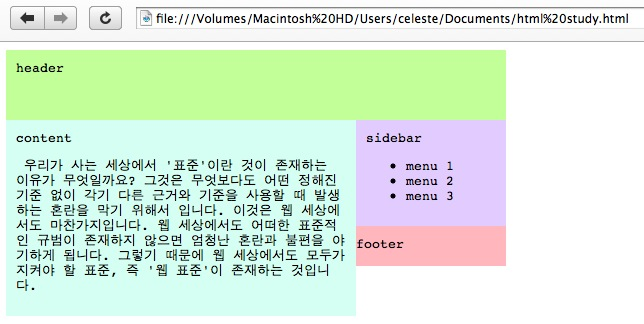 file:///Volumes/Macintosh%20HD/Users/celeste/Documents/html%20study.html
header
content
우리가 사는 세상에서 '표준'이란 것이 존재하는
이유가 무엇일까요? 그것은 무엇보다도 어떤 정해진
기준 없이 각기 다른 근거와 기준을 사용할 때 발생
하는 혼란을 막기 위해서 입니다. 이것은 웹 세상에
서도 마찬가지입니다. 웹 세상에서도 어떠한 표준적
인 규범이 존재하지 않으면 엄청난 혼란과 불편을 야
기하게 됩니다. 그렇기 때문에 웹 세상에서도 모두가
지켜야 할 표준, 즉 '웹 표준'이 존재하는 것입니
다.
sidebar
menu 1
menu 2
menu 3
footer